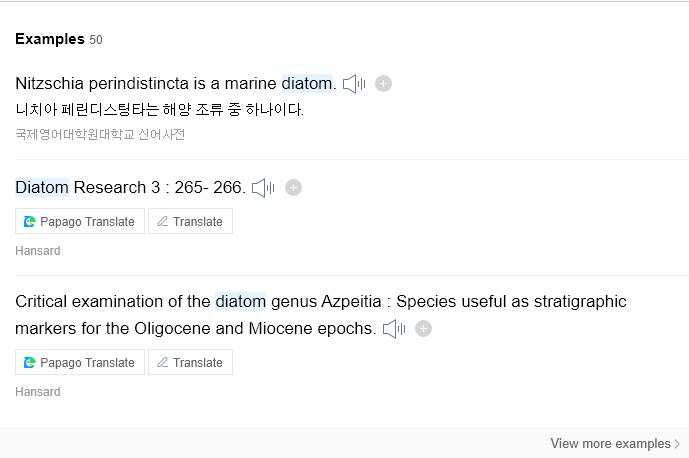 Examples 50
Nitzschia perindistincta is a marine diatom.
니치아 페린디스팅타는 해양 조류 중 하나이다.
국제영어대학원대학교 신어사전
Diatom Research 3 : 265- 266.
Papago Translate Translate
Hansard
Critical examination of the diatom genus Azpeitia : Species useful as stratigraphic
markers for the Oligocene and Miocene epochs.
Papago Translate Translate
Hansard
View more examples